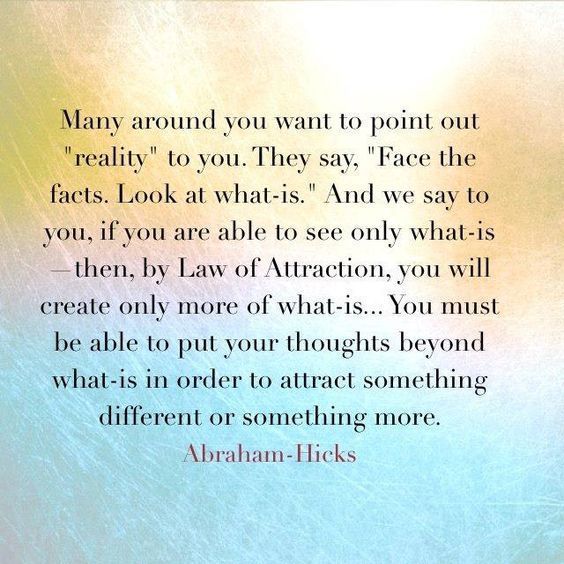 Many around you want to point out
"reality" to you. They say, "Face the
facts. Look at what-is." And we say to
you, if you are able to see only what-is
—then, by Law of Attraction, you will
create only more of what-is... You must
be able to put your thoughts beyond
what-is in order to attract something
different or something more.
Abraham-Hicks